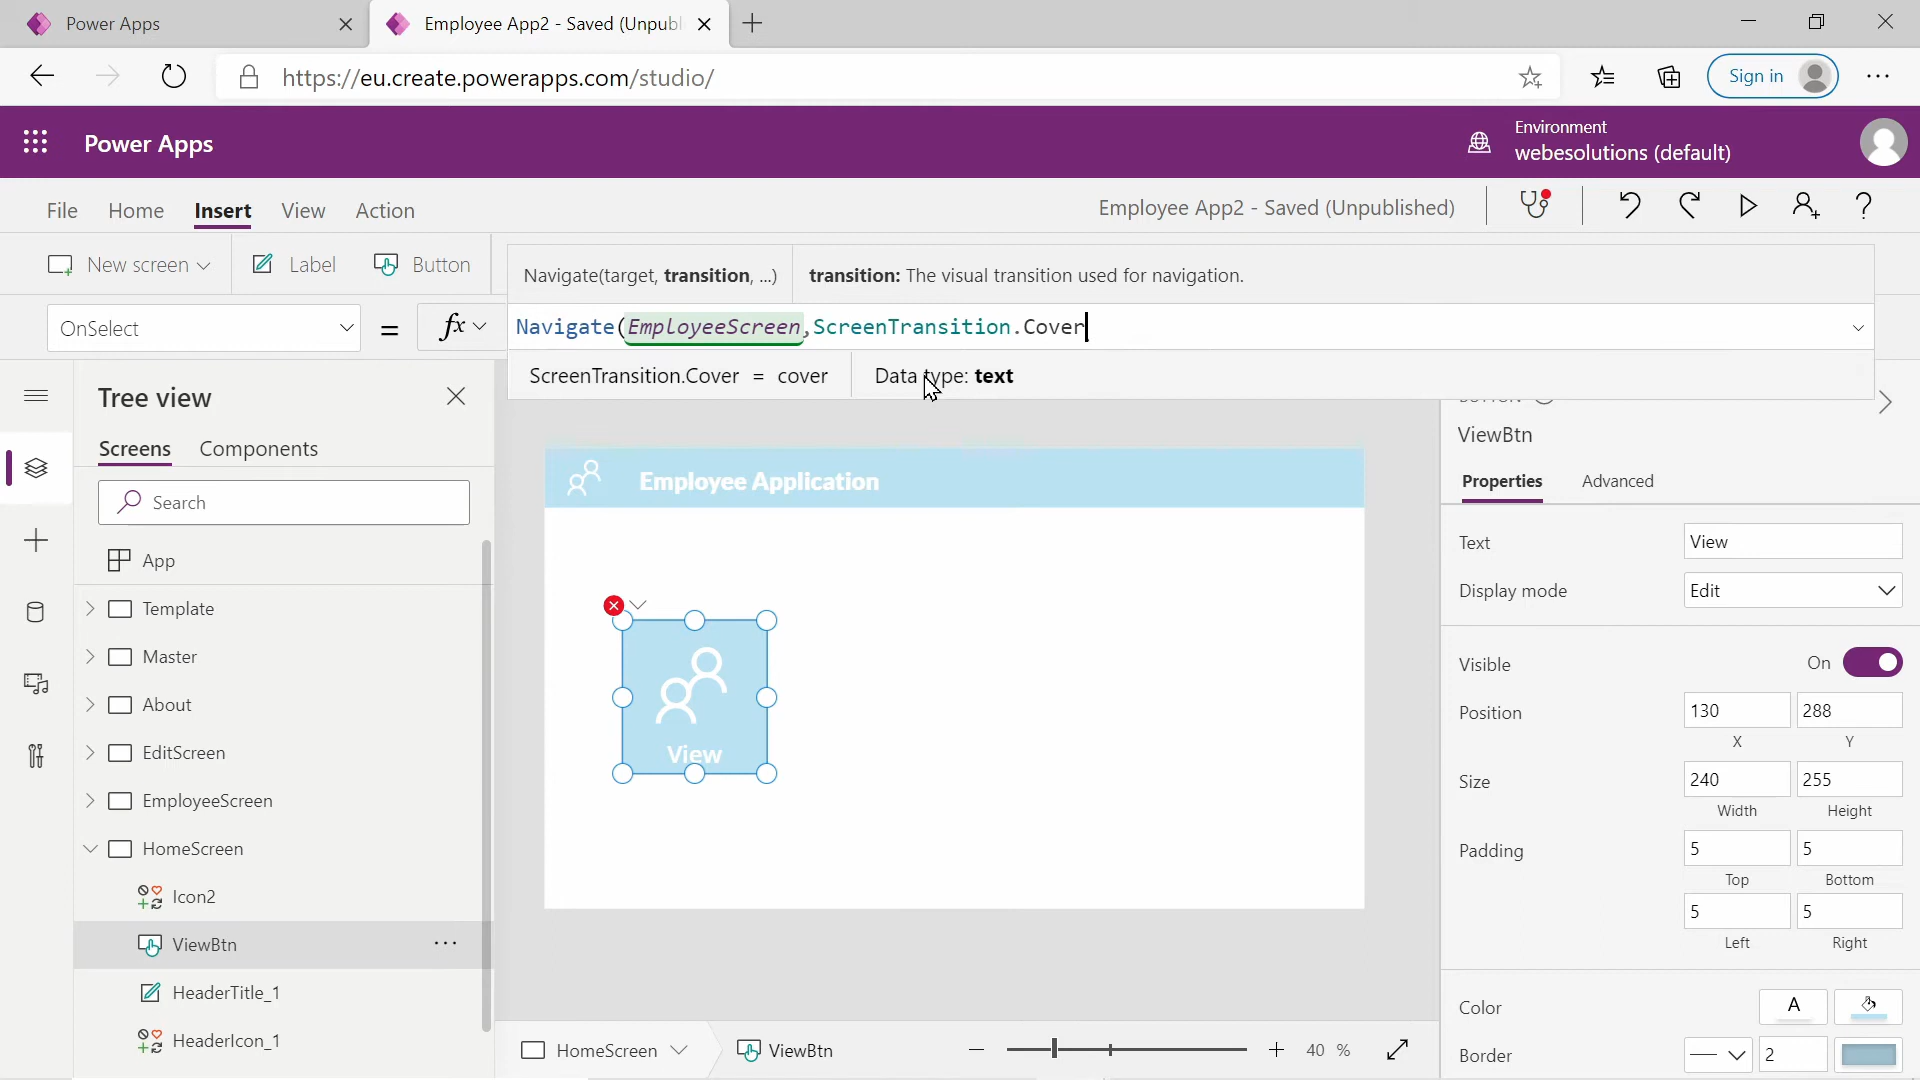 Power Apps
Employee App2 - Saved (Unpubl
https://eu.create.powerapps.com/studio/
Sign in
Power Apps
Environment
webesolutions (default)
File Home Insert View Action
Employee App2 - Saved (Unpublished)
New screen Label Button
Navigate(target, transition, ...) transition: The visual transition used for navigation.
OnSelect = fx Navigate(EmployeeScreen,ScreenTransition.Cover
ScreenTransition.Cover = cover Data type: text
Tree view
Screens Components
Search
App
Template
Master
About
EditScreen
EmployeeScreen
HomeScreen
Icon2
ViewBtn
HeaderTitle_1
HeaderIcon_1
Employee Application
View
HomeScreen ViewBtn
40 %
ViewBtn
Properties Advanced
Text View
Display mode Edit
Visible On
Position 130 288
X Y
Size 240 255
Width Height
Padding 5 5
Top Bottom
5 5
Left Right
Color A
Border 2